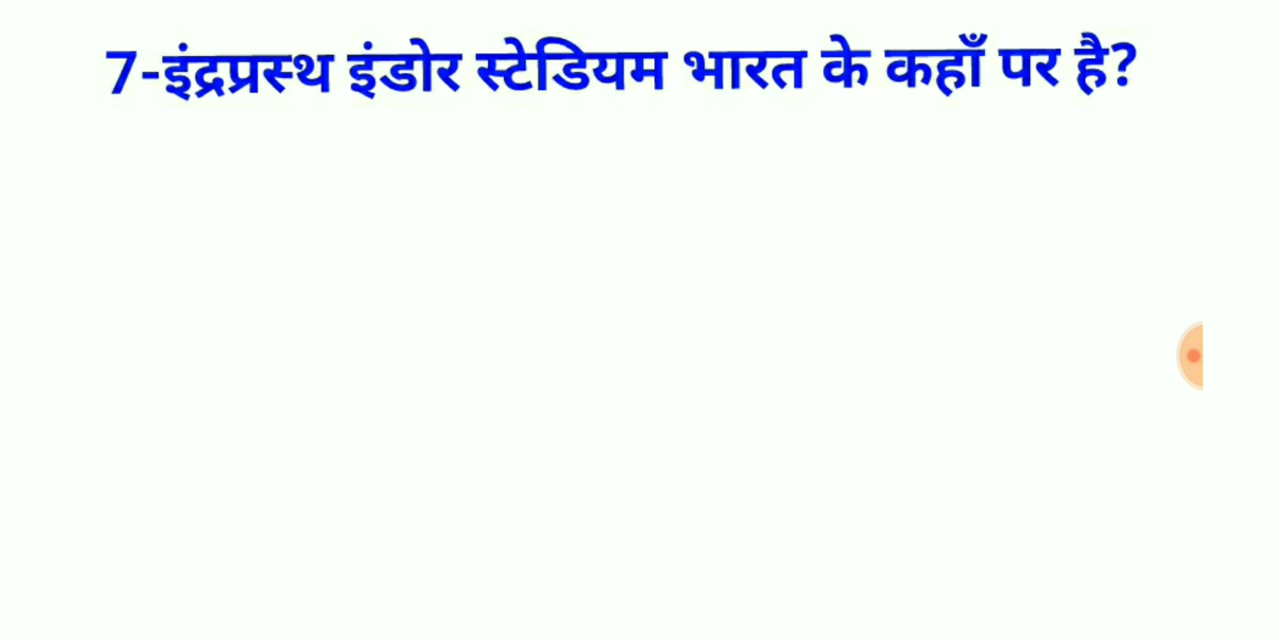 7-इंद्रप्रस्थ इंडोर स्टेडियम भारत के कहाँ पर है?